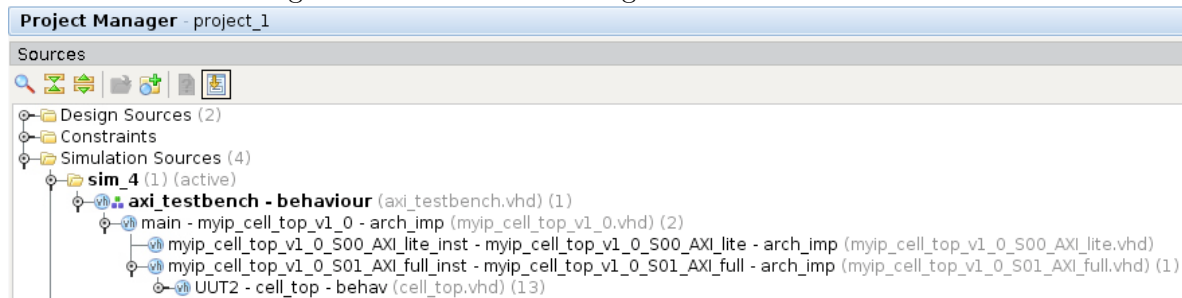 Project Manager - project_1
Sources
Design Sources (2)
Constraints
Simulation Sources (4)
sim_4 (1) (active)
axi_testbench - behaviour (axi_testbench.vhd) (1)
main - myip_cell_top_v1_0 - arch_imp (myip_cell_top_v1_0.vhd) (2)
myip_cell_top_v1_0_S00_AXI_lite_inst - myip_cell_top_v1_0_S00_AXI_lite - arch_imp (myip_cell_top_v1_0_S00_AXI_lite.vhd)
myip_cell_top_v1_0_S01_AXI_full_inst - myip_cell_top_v1_0_S01_AXI_full - arch_imp (myip_cell_top_v1_0_S01_AXI_full.vhd) (1)
UUT2 - cell_top - behav (cell_top.vhd) (13)